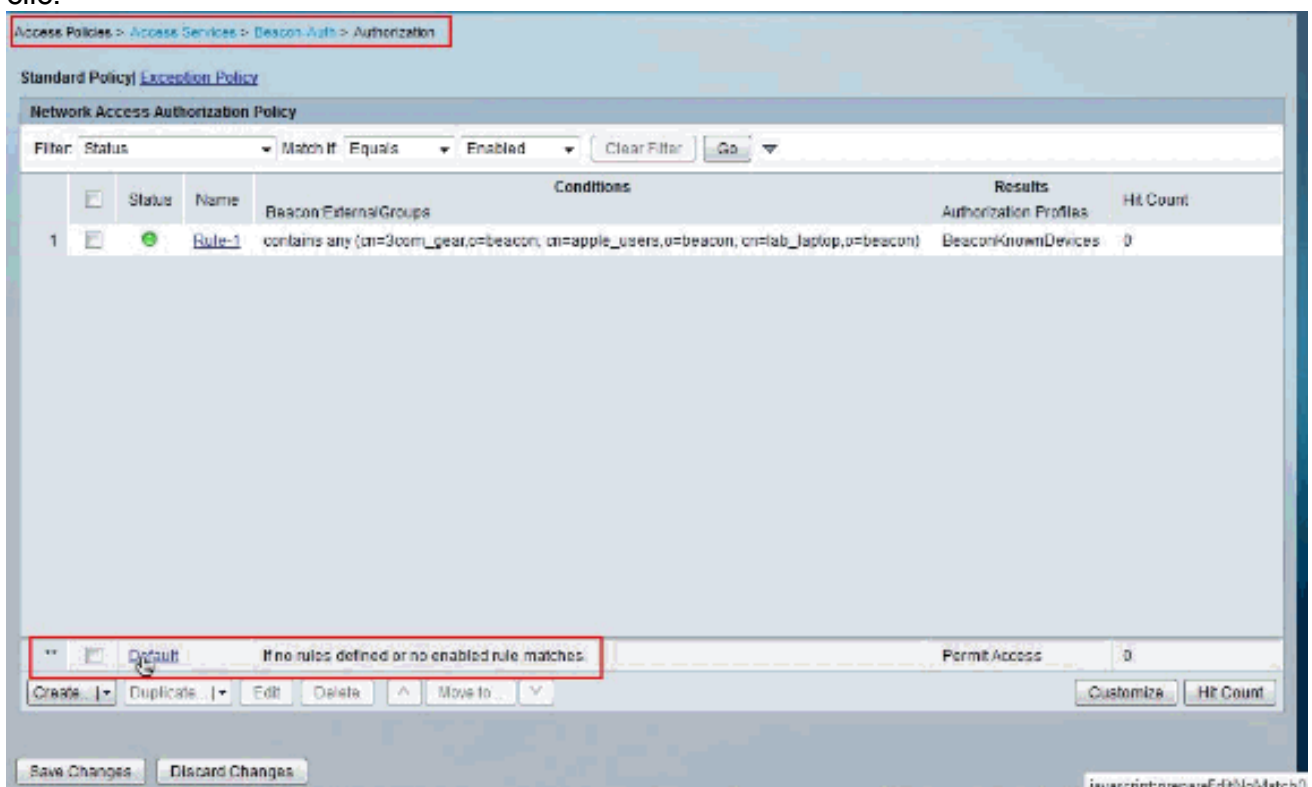 clic.
Access Policies > Access Services > Beacon-Auth > Authorization
Standard Policy| Exception Policy
Network Access Authorization Policy
Filter: Status Match if: Equals Enabled Clear Filter Go
Status Name Conditions Results Hit Count
Beacon:ExternalGroups Authorization Profiles
1 Rule-1 contains any (cn=3com_gear,o=beacon, cn=apple_users,o=beacon, cn=lab_laptop,o=beacon) BeaconKnownDevices 0
** Default If no rules defined or no enabled rule matches. Permit Access 0
Create... | Duplicate... | Edit Delete ^ Move to... V Customize Hit Count
Save Changes Discard Changes